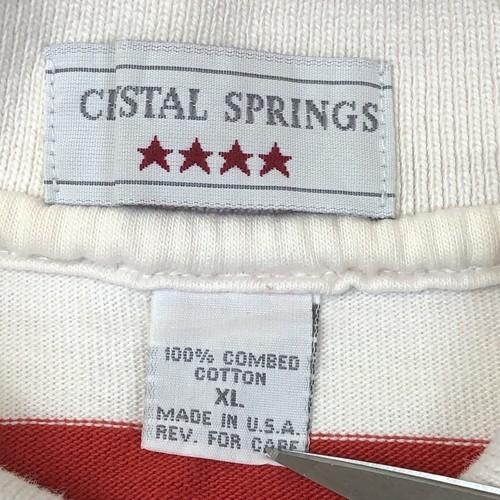 CISTAL SPRINGS
100% COMBED
COTTON
XL
MADE IN U.S.A.
REV. FOR CARE